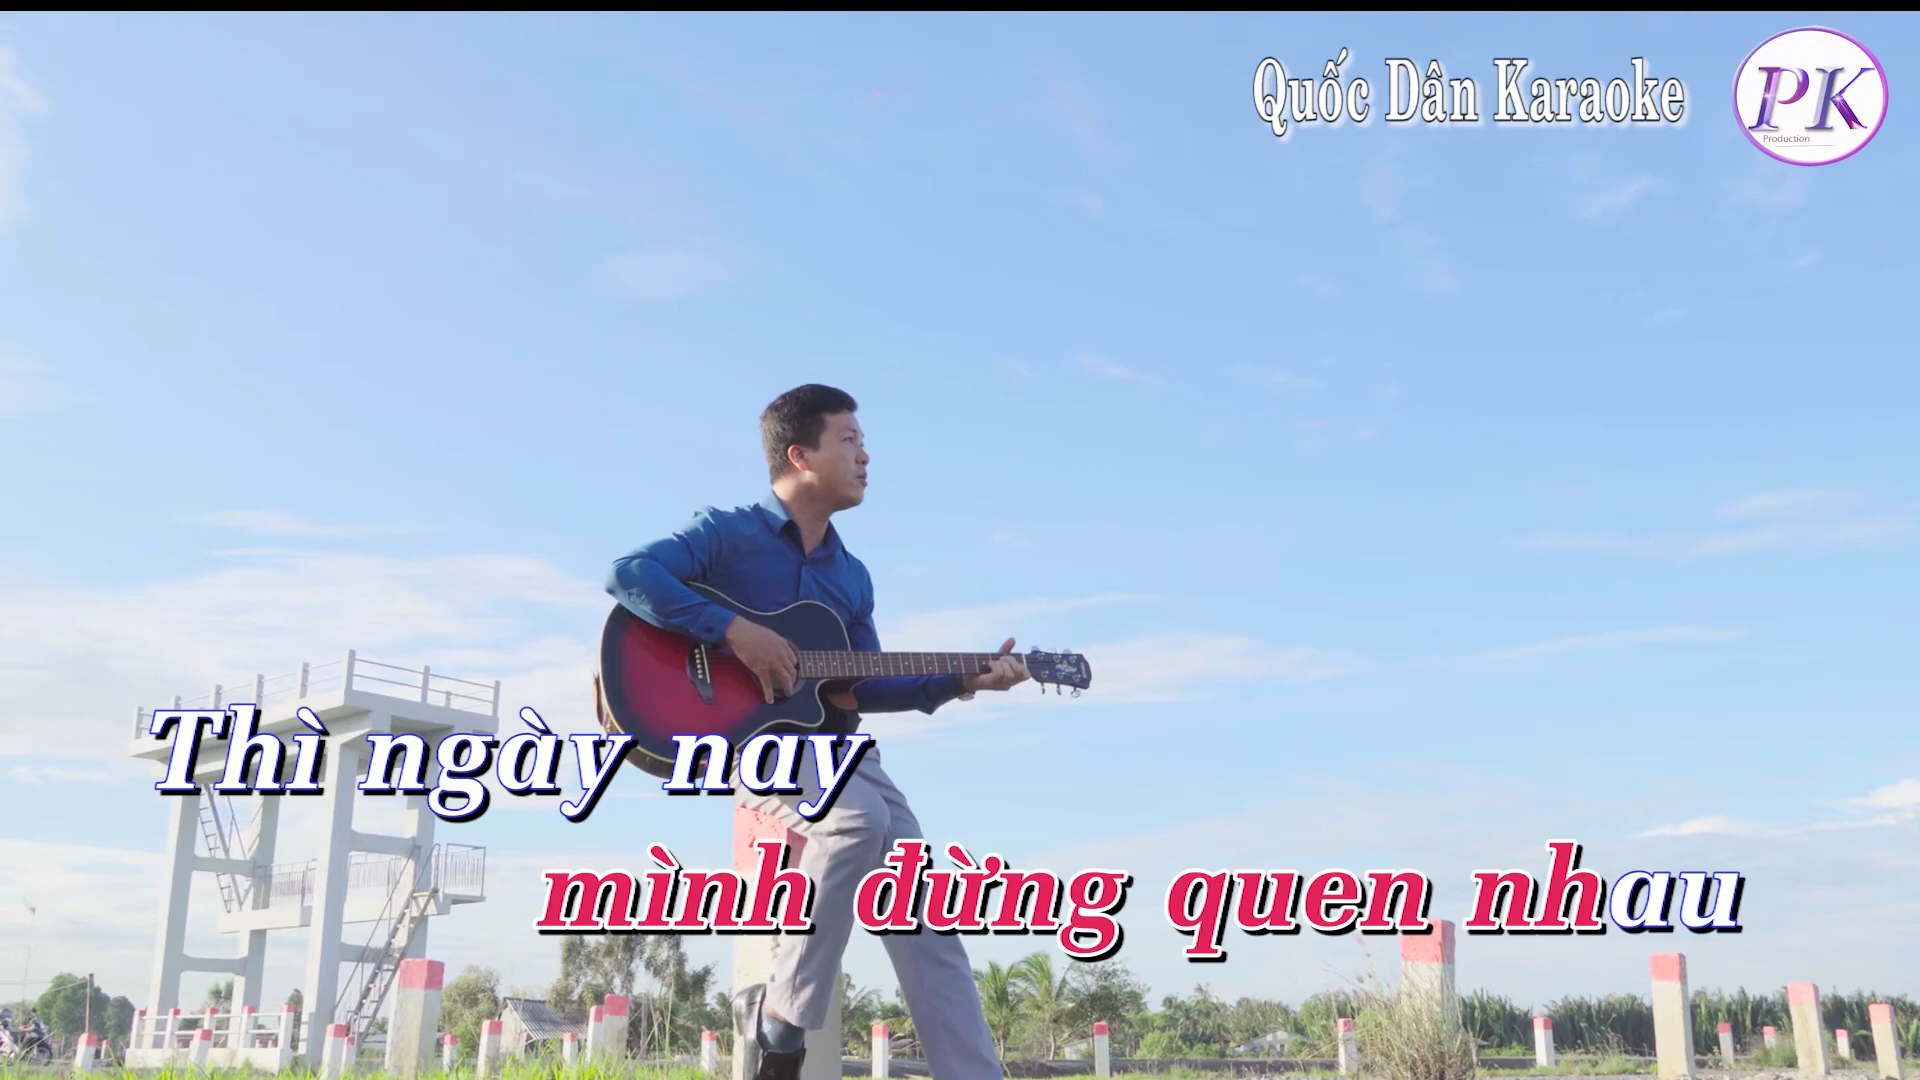 Quốc Dân Karaoke
PK
Production
Thì ngày nay
mình đừng quen nhau